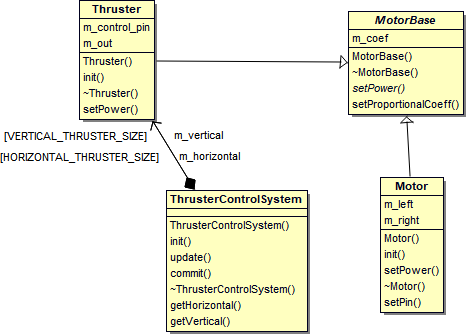 Thruster
m_control_pin
m_out
Thruster()
init()
~Thruster()
setPower()
MotorBase
m_coef
MotorBase()
~MotorBase()
setPower()
setProportionalCoeff()
[VERTICAL_THRUSTER_SIZE] m_vertical
[HORIZONTAL_THRUSTER_SIZE] m_horizontal
ThrusterControlSystem
ThrusterControlSystem()
init()
update()
commit()
~ThrusterControlSystem()
getHorizontal()
getVertical()
Motor
m_left
m_right
Motor()
init()
setPower()
~Motor()
setPin()